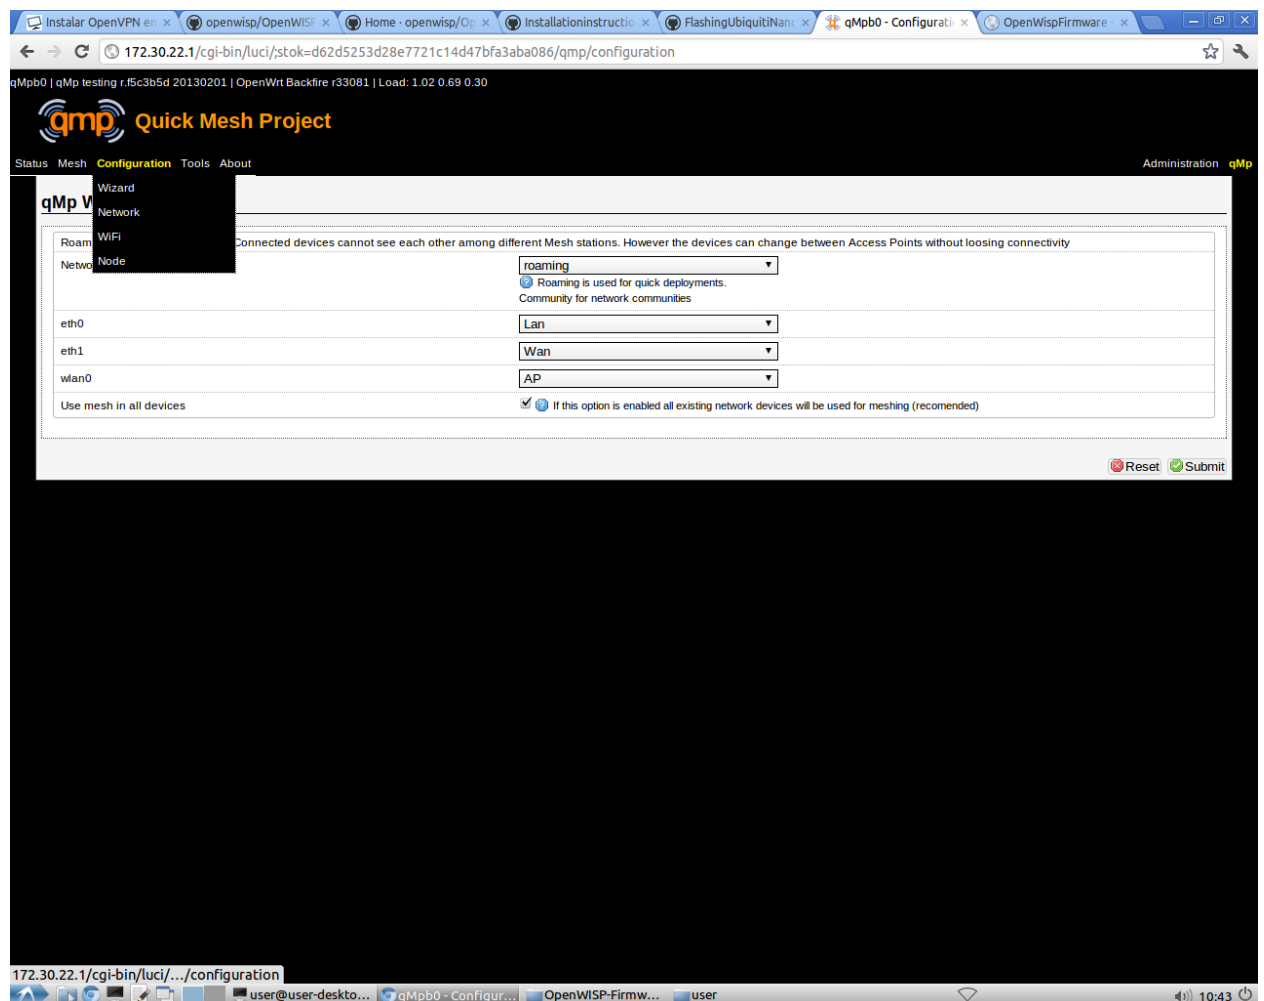 Instalar OpenVPN en
openwisp/OpenWISP
Home · openwisp/Op
Installationinstructio
FlashingUbiquitiNano
qMpb0 - Configurati
OpenWispFirmware -
172.30.22.1/cgi-bin/luci/;stok=d62d5253d28e7721c14d47bfa3aba086/qmp/configuration
qMpb0 | qMp testing r.f5c3b5d 20130201 | OpenWrt Backfire r33081 | Load: 1.02 0.69 0.30
qmp Quick Mesh Project
Status Mesh Configuration Tools About Administration qMp
Wizard
qMp W
Network
WiFi
Roam Connected devices cannot see each other among different Mesh stations. However the devices can change between Access Points without loosing connectivity
Node
Netwo roaming
Roaming is used for quick deployments.
Community for network communities
eth0 Lan
eth1 Wan
wlan0 AP
Use mesh in all devices If this option is enabled all existing network devices will be used for meshing (recomended)
Reset Submit
172.30.22.1/cgi-bin/luci/.../configuration
user@user-deskto... qMpb0 - Configur... OpenWISP-Firmw... user 10:43